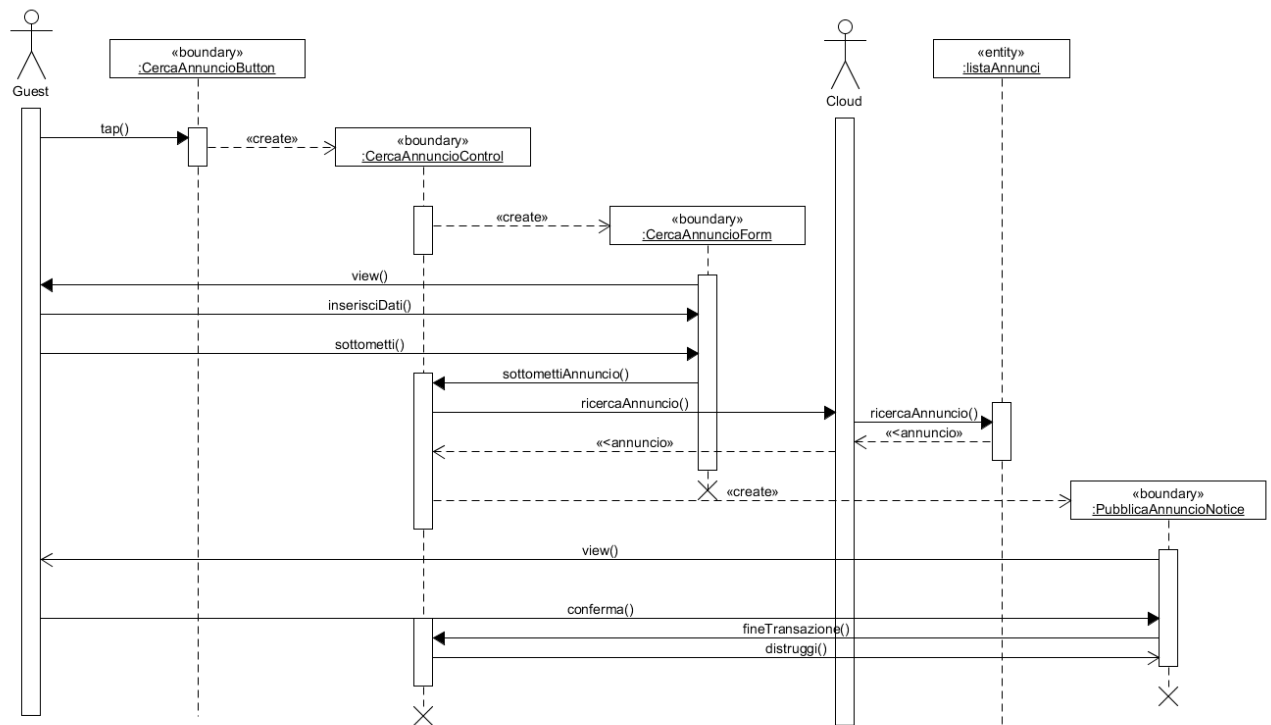 «boundary»
:CercaAnnuncioButton
«entity»
:listaAnnunci
Guest
Cloud
tap()
«create»
«boundary»
:CercaAnnuncioControl
«create»
«boundary»
:CercaAnnuncioForm
view()
inserisciDati()
sottometti()
sottomettiAnnuncio()
ricercaAnnuncio()
ricercaAnnuncio()
«<annuncio»
«<annuncio»
«create»
«boundary»
:PubblicaAnnuncioNotice
view()
conferma()
fineTransazione()
distruggi()